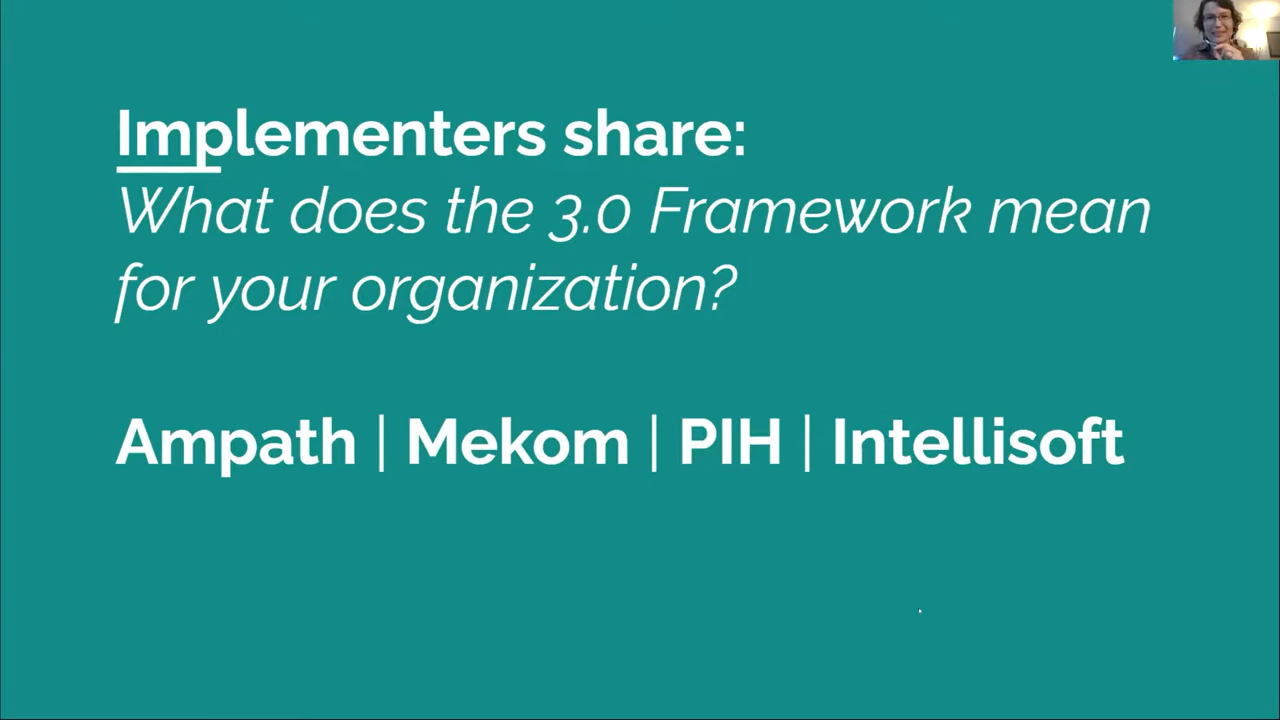 Implementers share:
What does the 3.0 Framework mean
for your organization?
Ampath | Mekom | PIH | Intellisoft